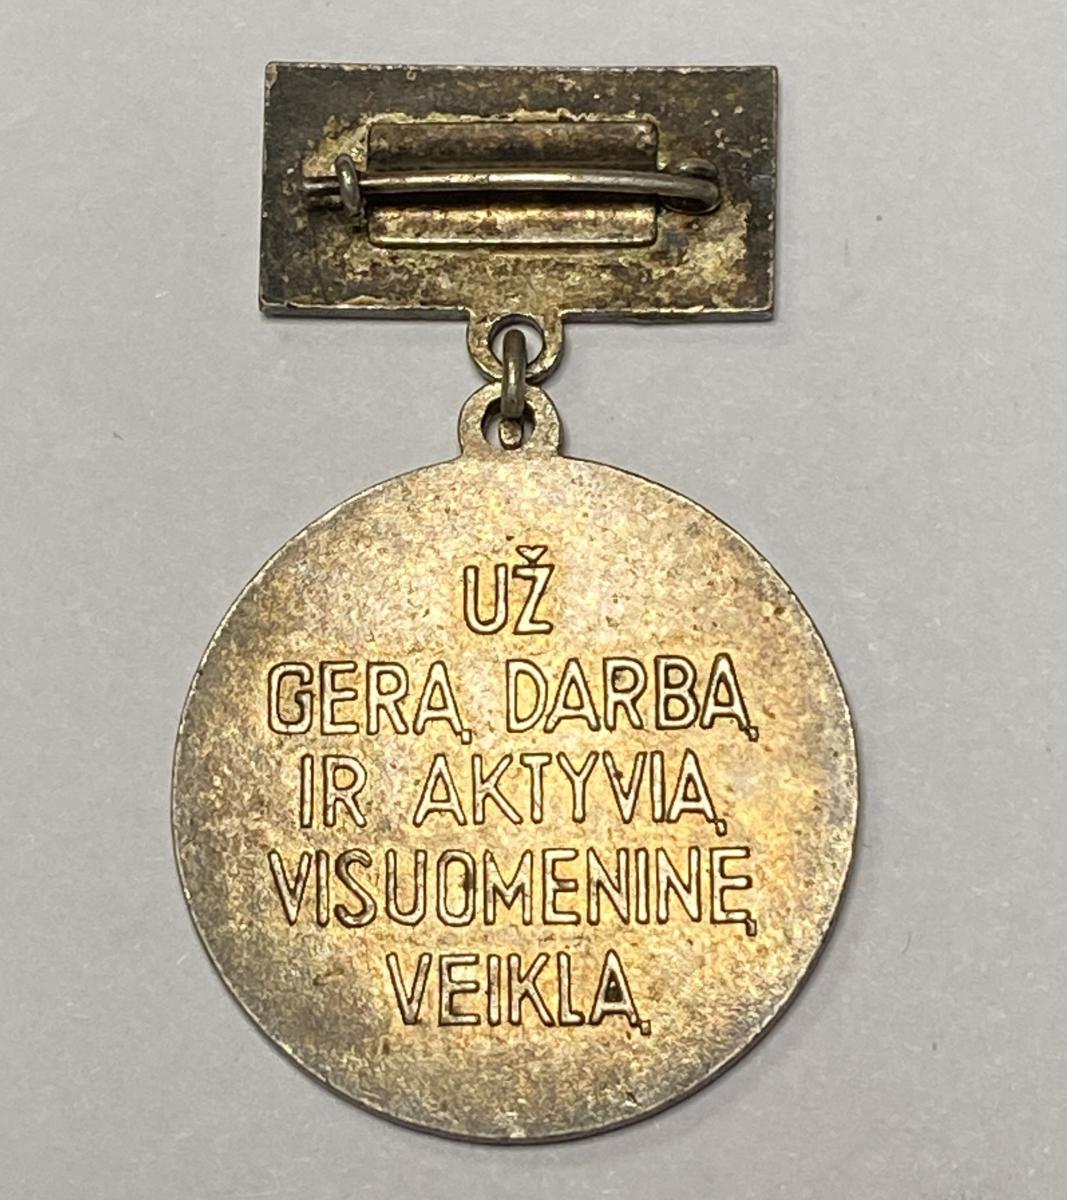 UŽ
GERĄ DARBĄ
IR AKTYVIĄ
VISUOMENINĘ
VEIKLĄ